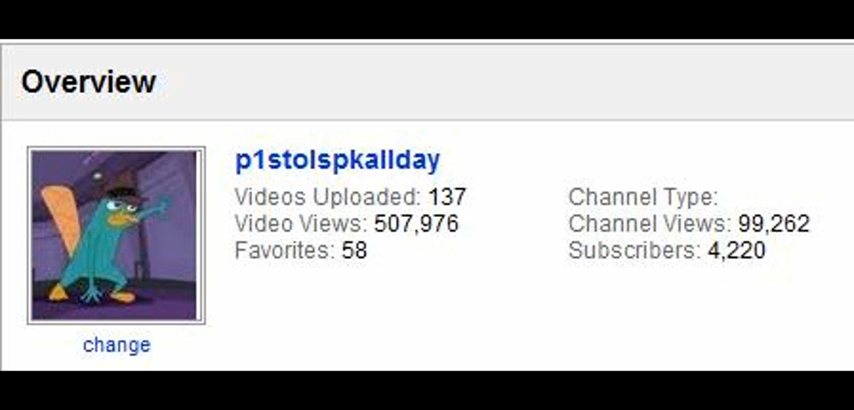 Overview
p1stolspkallday
Videos Uploaded: 137
Video Views: 507,976
Favorites: 58
Channel Type:
Channel Views: 99,262
Subscribers: 4,220
change